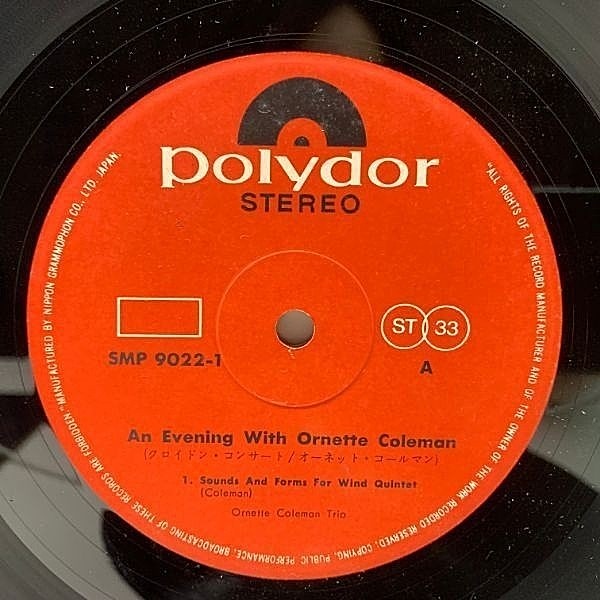 polydor
STEREO
ST 33
SMP 9022-1
A
An Evening With Ornette Coleman
(クロイドン・コンサート/オーネット・コールマン)
1. Sounds And Forms For Wind Quintet
(Coleman)
Ornette Coleman Trio
"ALL RIGHTS OF THE RECORD MANUFACTURER AND OF THE OWNER OF THE WORK RECORDED RESERVED, COPYING, PUBLIC PERFORMANCE, BROADCASTING OF THESE RECORDS ARE FORBIDDEN" MANUFACTURED BY NIPPON GRAMMOPHON CO., LTD. JAPAN.